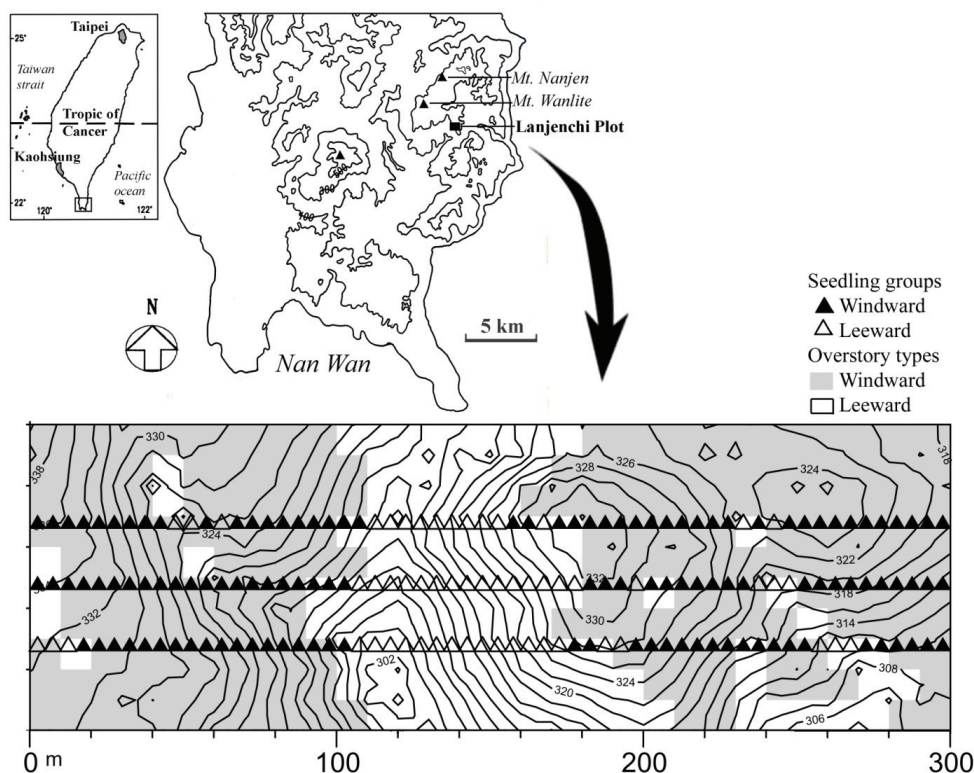 Taipei
25°
Taiwan
strait
Tropic of
Cancer
Kaohsiung
Pacific
ocean
22°
120°
122°
Mt. Nanjen
Mt. Wanlite
Lanjenchi Plot
300
N
5 km
Nan Wan
Seedling groups
Windward
Leeward
Overstory types
Windward
Leeward
338
330
328
326
324
318
324
322
332
332
330
318
314
302
320
324
308
306
0 m
100
200
300